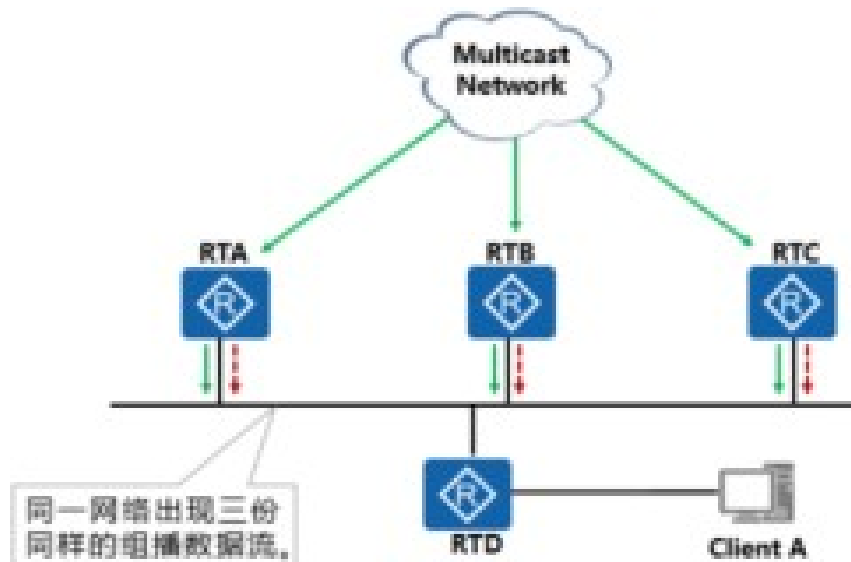 Multicast
Network
RTA
RTB
RTC
R
R
R
同一网络出现三份
同样的组播数据流。
R
RTD
Client A